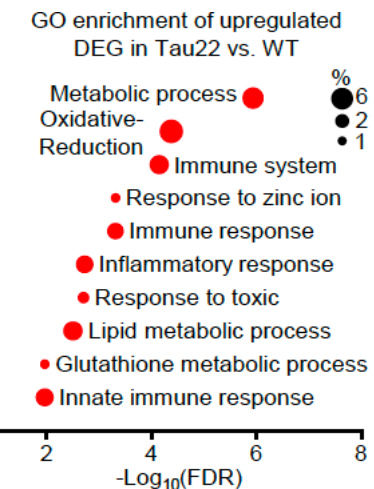 GO enrichment of upregulated
DEG in Tau22 vs. WT
%
6
2
1
Metabolic process
Oxidative-
Reduction
Immune system
Response to zinc ion
Immune response
Inflammatory response
Response to toxic
Lipid metabolic process
Glutathione metabolic process
Innate immune response
2 4 6 8
-Log₁₀(FDR)